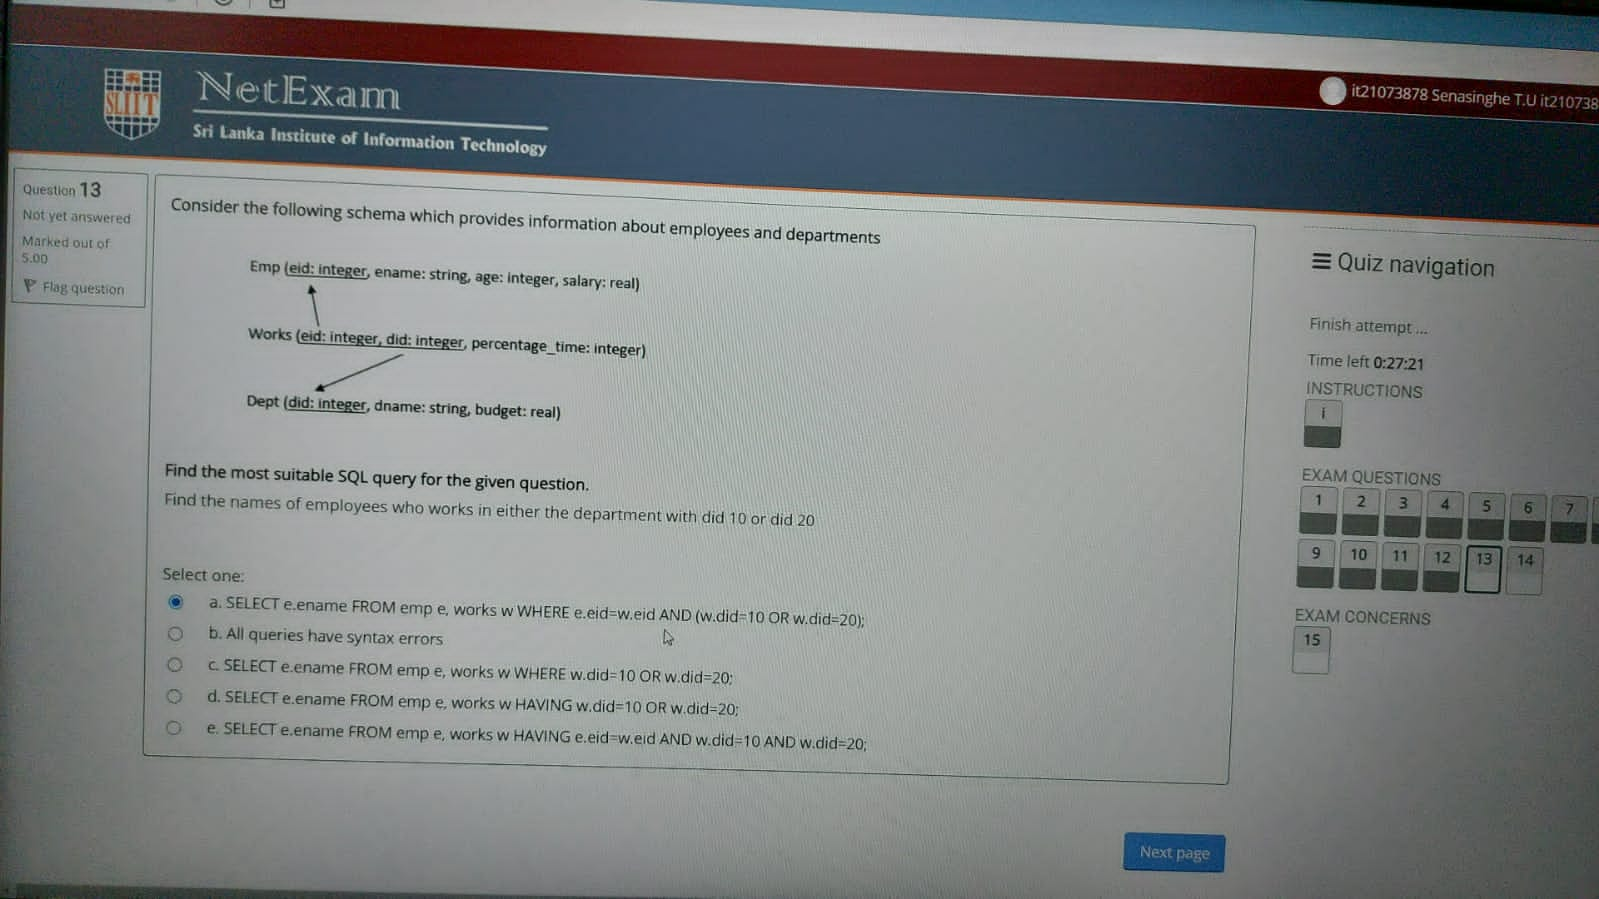 NetExam
SLIIT
Sri Lanka Institute of Information Technology
it21073878 Senasinghe T.U it210738
Question 13
Not yet answered
Marked out of
5.00
Flag question
Consider the following schema which provides information about employees and departments
Emp (eid: integer, ename: string, age: integer, salary: real)
Works (eid: integer, did: integer, percentage_time: integer)
Dept (did: integer, dname: string, budget: real)
Find the most suitable SQL query for the given question.
Find the names of employees who works in either the department with did 10 or did 20
Select one:
a. SELECT e.ename FROM emp e, works w WHERE e.eid=w.eid AND (w.did=10 OR w.did=20);
b. All queries have syntax errors
c. SELECT e.ename FROM emp e, works w WHERE w.did=10 OR w.did=20;
d. SELECT e.ename FROM emp e, works w HAVING w.did=10 OR w.did=20;
e. SELECT e.ename FROM emp e, works w HAVING e.eid=w.eid AND w.did=10 AND w.did=20;
Next page
Quiz navigation
Finish attempt ...
Time left 0:27:21
INSTRUCTIONS
i
EXAM QUESTIONS
1 2 3 4 5 6 7
9 10 11 12 13 14
EXAM CONCERNS
15